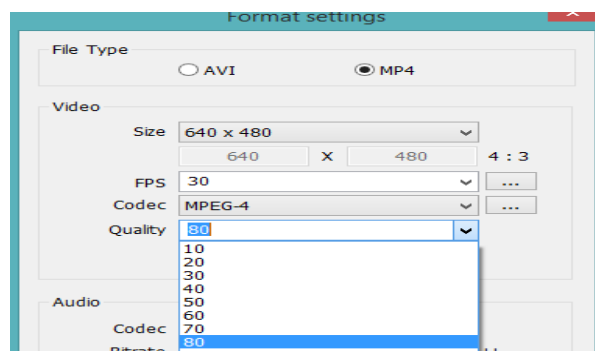 Format settings
File Type
AVI MP4
Video
Size 640 x 480
640 X 480 4 : 3
FPS 30 ...
Codec MPEG-4 ...
Quality 80
10
20
30
40
Audio 50
60
Codec 70
Bitrate 80